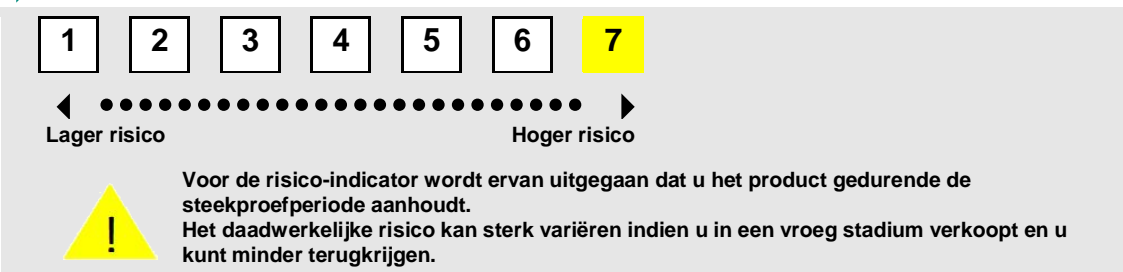 1 2 3 4 5 6 7
Lager risico Hoger risico
!
Voor de risico-indicator wordt ervan uitgegaan dat u het product gedurende de
steekproefperiode aanhoudt.
Het daadwerkelijke risico kan sterk variëren indien u in een vroeg stadium verkoopt en u
kunt minder terugkrijgen.